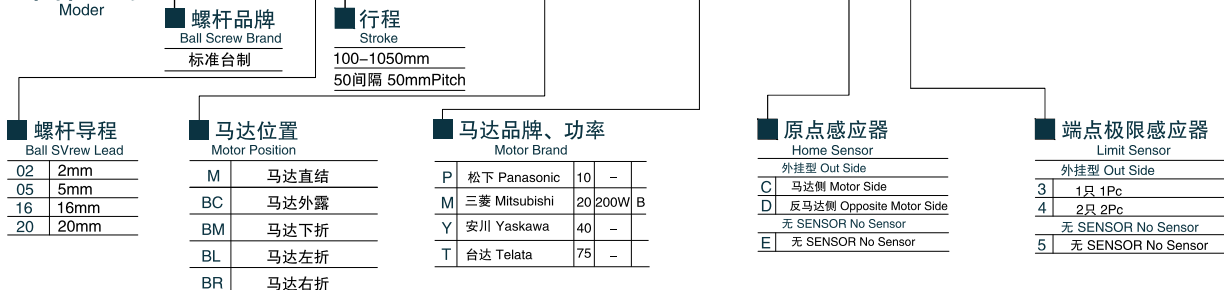 Moder
螺杆品牌
Ball Screw Brand
标准台制
行程
Stroke
100-1050mm
50间隔 50mmPitch
螺杆导程
Ball SVrew Lead
02 2mm
05 5mm
16 16mm
20 20mm
马达位置
Motor Position
M 马达直结
BC 马达外露
BM 马达下折
BL 马达左折
BR 马达右折
马达品牌、功率
Motor Brand
P 松下 Panasonic 10 –
M 三菱 Mitsubishi 20 200W B
Y 安川 Yaskawa 40 –
T 台达 Telata 75 –
原点感应器
Home Sensor
外挂型 Out Side
C 马达侧 Motor Side
D 反马达侧 Opposite Motor Side
无 SENSOR No Sensor
E 无 SENSOR No Sensor
端点极限感应器
Limit Sensor
外挂型 Out Side
3 1只 1Pc
4 2只 2Pc
无 SENSOR No Sensor
5 无 SENSOR No Sensor